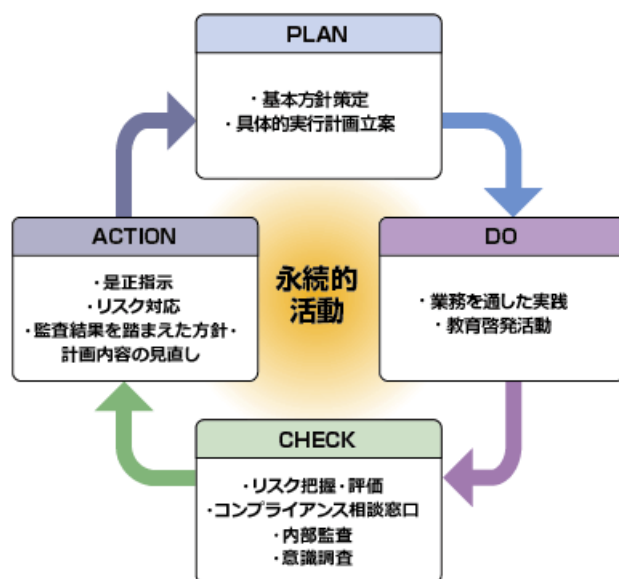 PLAN
・基本方針策定
・具体的実行計画立案
ACTION
・是正指示
・リスク対応
・監査結果を踏まえた方針・
計画内容の見直し
永続的
活動
DO
・業務を通した実践
・教育啓発活動
CHECK
・リスク把握・評価
・コンプライアンス相談窓口
・内部監査
・意識調査